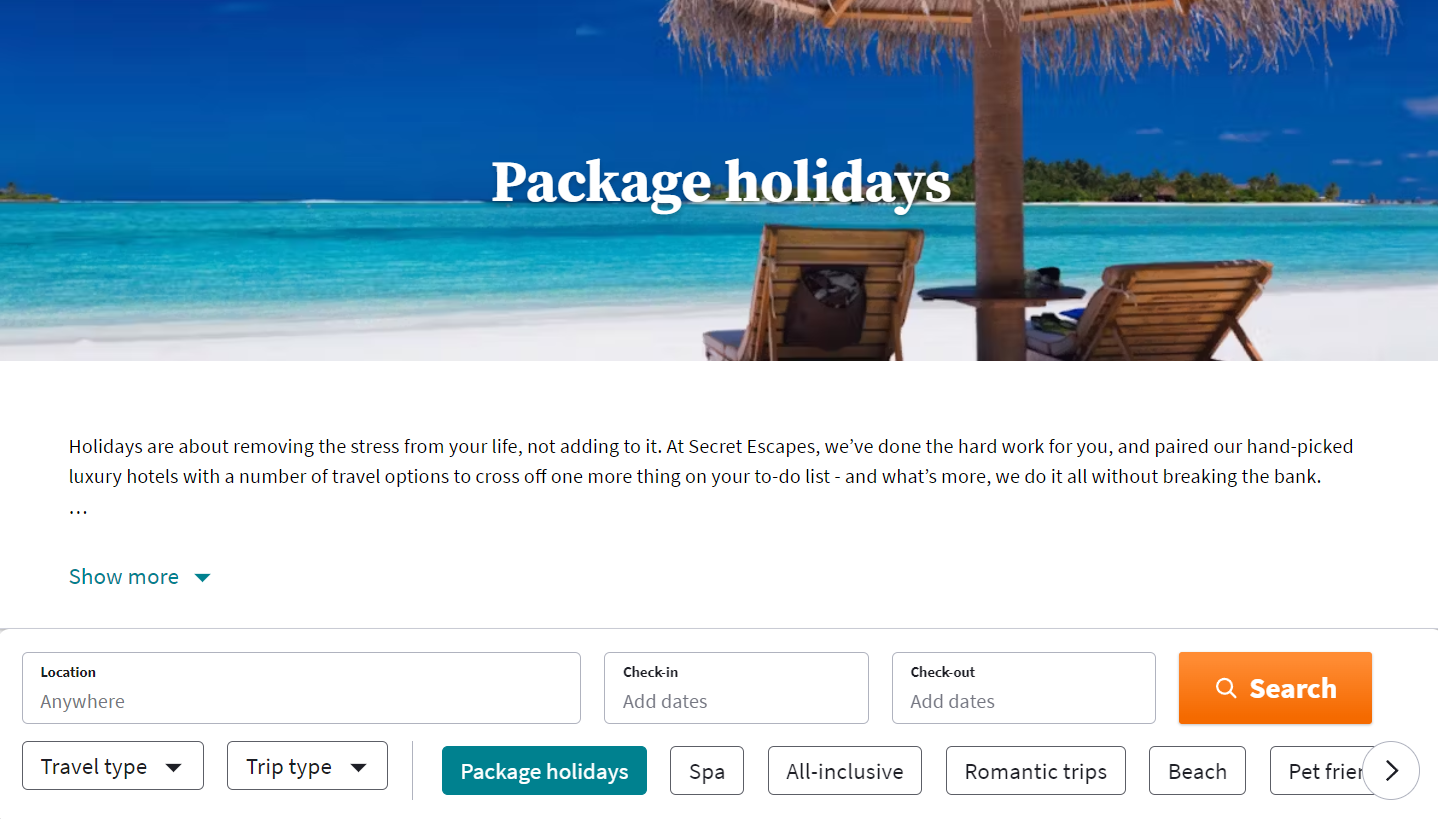 Package holidays
Holidays are about removing the stress from your life, not adding to it. At Secret Escapes, we’ve done the hard work for you, and paired our hand-picked
luxury hotels with a number of travel options to cross off one more thing on your to-do list - and what’s more, we do it all without breaking the bank.
…
Show more
Location
Anywhere
Check-in
Add dates
Check-out
Add dates
Search
Travel type
Trip type
Package holidays
Spa
All-inclusive
Romantic trips
Beach
Pet